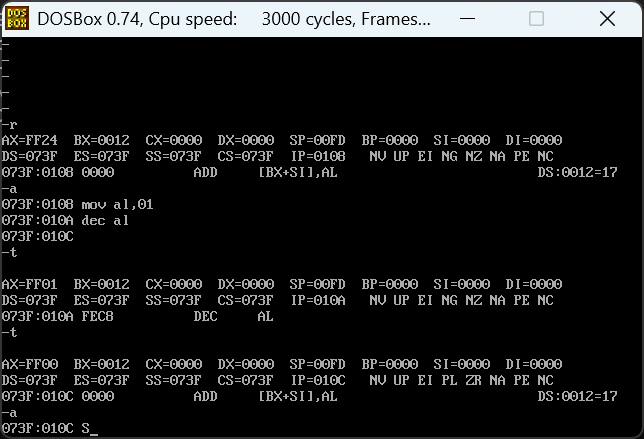 DOS BOX
DOSBox 0.74, Cpu speed: 3000 cycles, Frames...
-
-
-
-
-
-r
AX=FF24 BX=0012 CX=0000 DX=0000 SP=00FD BP=0000 SI=0000 DI=0000
DS=073F ES=073F SS=073F CS=073F IP=0108 NV UP EI NG NZ NA PE NC
073F:0108 0000 ADD [BX+SI],AL DS:0012=17
-a
073F:0108 mov al,01
073F:010A dec al
073F:010C
-t
AX=FF01 BX=0012 CX=0000 DX=0000 SP=00FD BP=0000 SI=0000 DI=0000
DS=073F ES=073F SS=073F CS=073F IP=010A NV UP EI NG NZ NA PE NC
073F:010A FEC8 DEC AL
-t
AX=FF00 BX=0012 CX=0000 DX=0000 SP=00FD BP=0000 SI=0000 DI=0000
DS=073F ES=073F SS=073F CS=073F IP=010C NV UP EI PL ZR NA PE NC
073F:010C 0000 ADD [BX+SI],AL DS:0012=17
-a
073F:010C S_